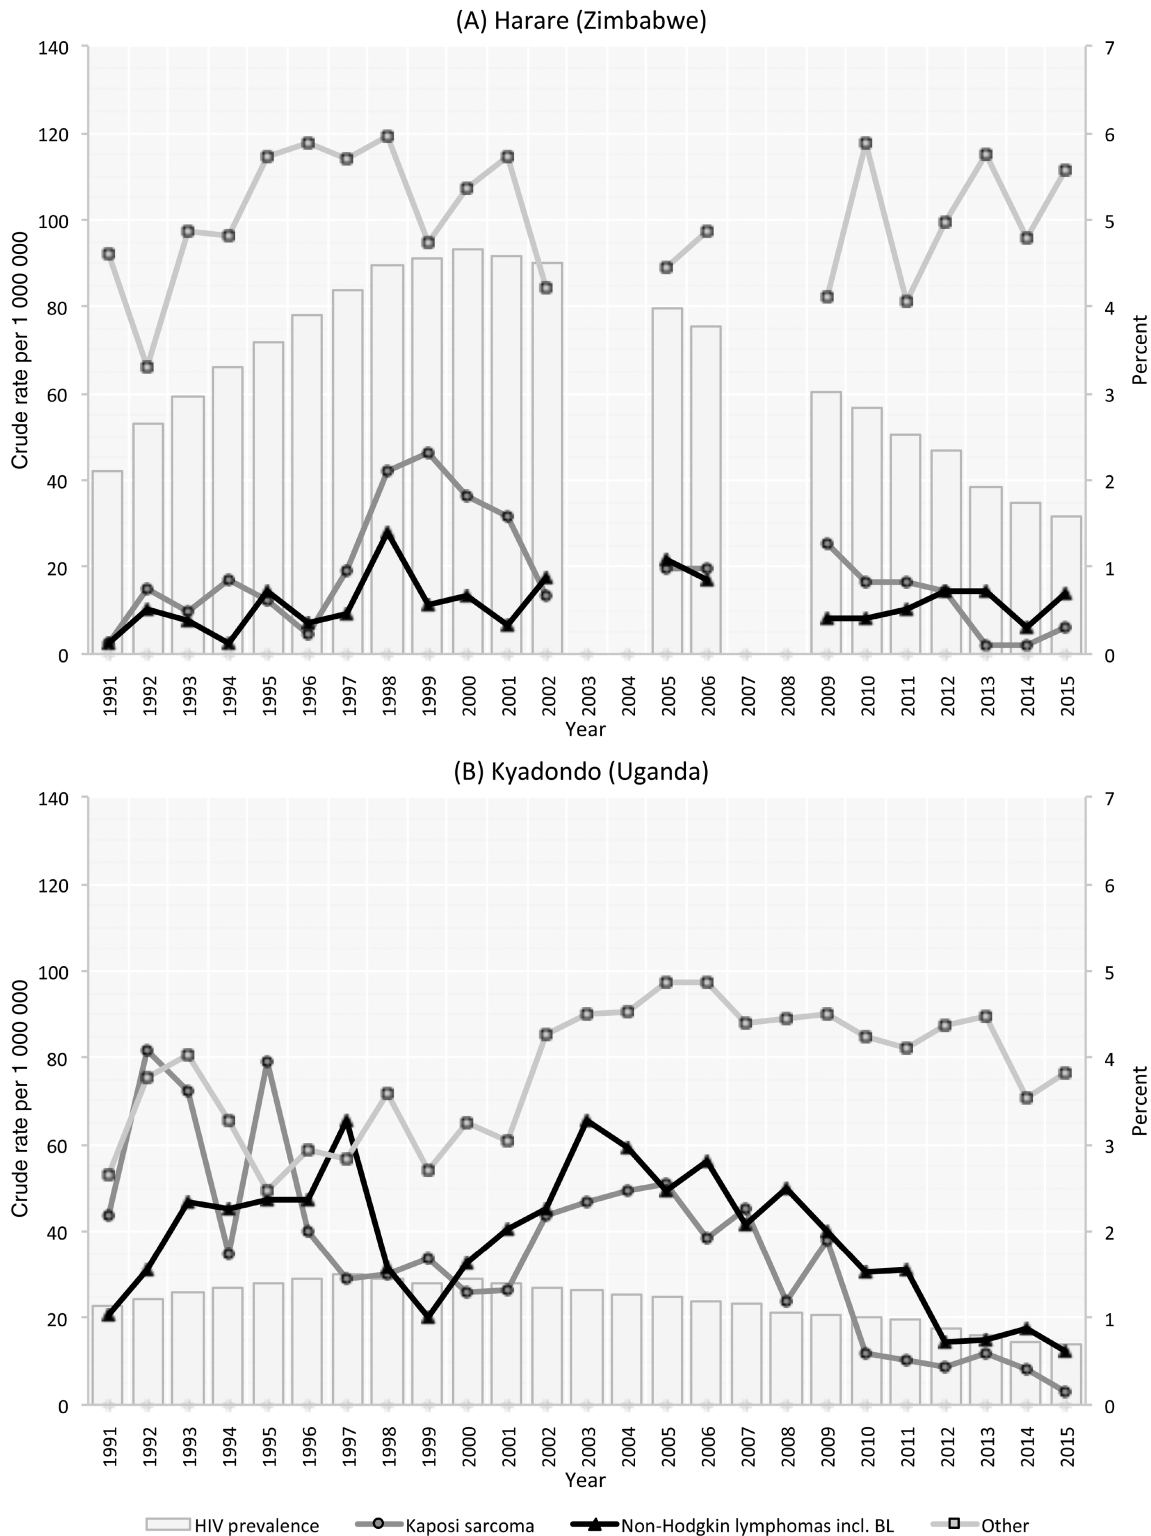 (A) Harare (Zimbabwe)
140
120
100
80
60
40
20
0
Crude rate per 1 000 000
7
6
5
4
3
2
1
0
Percent
1991 1992 1993 1994 1995 1996 1997 1998 1999 2000 2001 2002 2003 2004 2005 2006 2007 2008 2009 2010 2011 2012 2013 2014 2015
Year
(B) Kyadondo (Uganda)
140
120
100
80
60
40
20
0
Crude rate per 1 000 000
7
6
5
4
3
2
1
0
Percent
1991 1992 1993 1994 1995 1996 1997 1998 1999 2000 2001 2002 2003 2004 2005 2006 2007 2008 2009 2010 2011 2012 2013 2014 2015
Year
HIV prevalence Kaposi sarcoma Non-Hodgkin lymphomas incl. BL Other